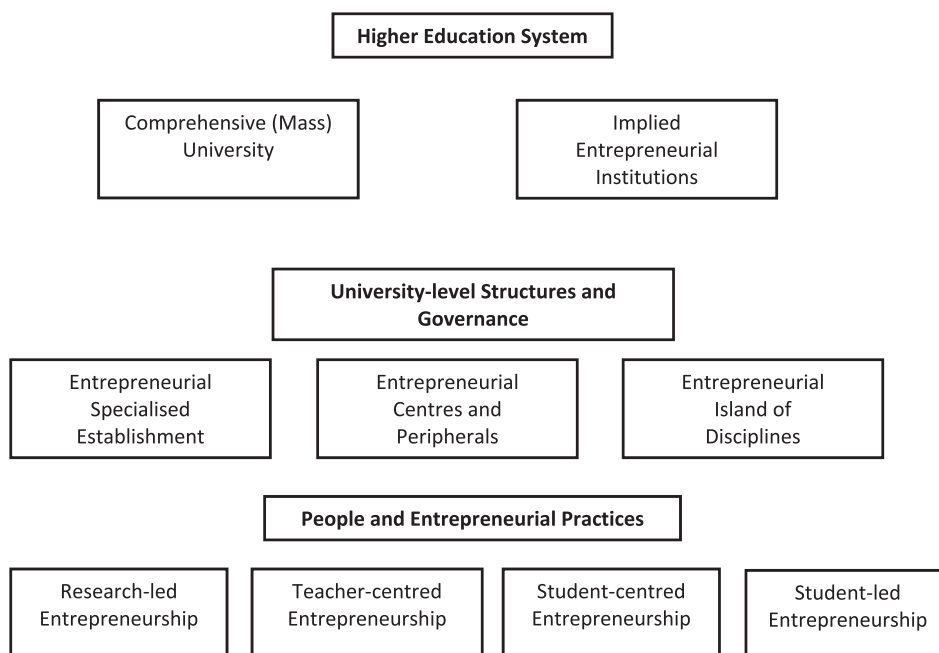 Higher Education System
Comprehensive (Mass)
University
Implied
Entrepreneurial
Institutions
University-level Structures and
Governance
Entrepreneurial
Specialised
Establishment
Entrepreneurial
Centres and
Peripherals
Entrepreneurial
Island of
Disciplines
People and Entrepreneurial Practices
Research-led
Entrepreneurship
Teacher-centred
Entrepreneurship
Student-centred
Entrepreneurship
Student-led
Entrepreneurship